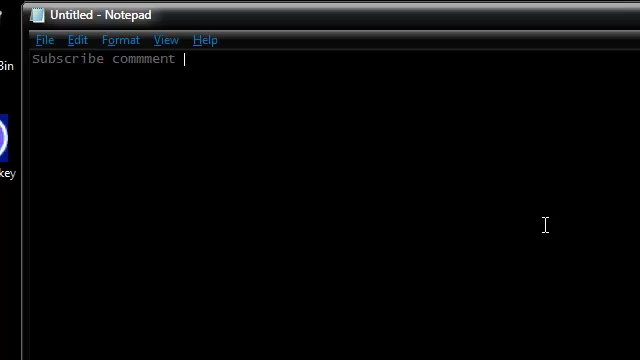 Untitled - Notepad
File Edit Format View Help
Subscribe commment
Bin
key